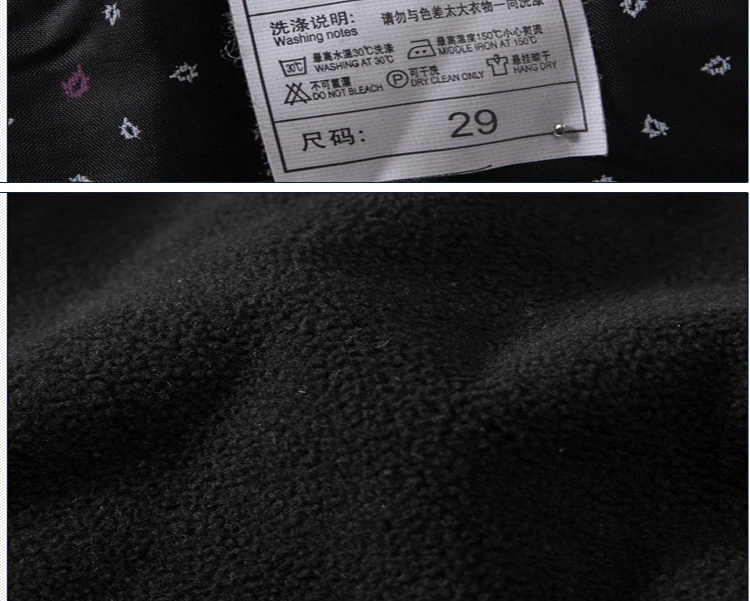 洗涤说明: 请勿与色差太大衣物一同洗涤
Washing notes
30℃ 最高水温30℃洗涤 最高温度150℃小心熨烫 悬挂晾干
WASHING AT 30℃ MIDDLE IRON AT 150℃ HANG DRY
不可重漂 P 可干洗
DO NOT BLEACH DRY CLEAN ONLY
尺码: 29